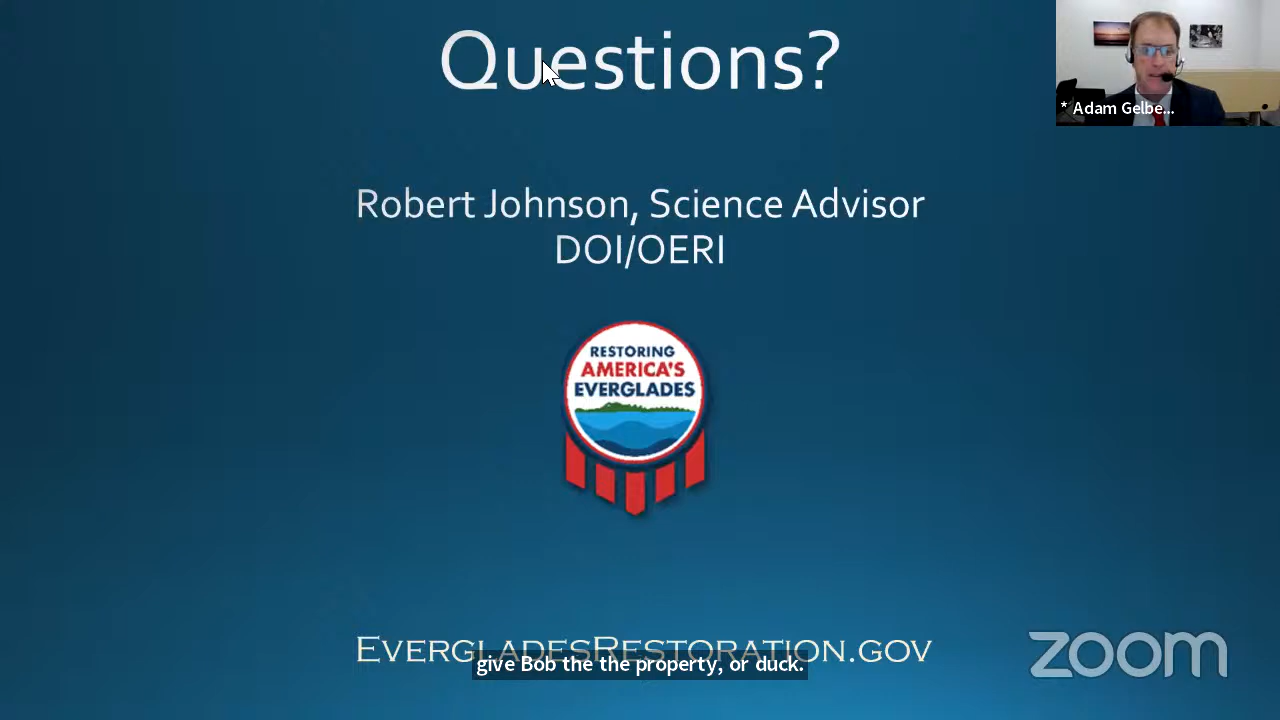 Questions?
* Adam Gelbe...
Robert Johnson, Science Advisor
DOI/OERI
RESTORING
AMERICA'S
EVERGLADES
EVERGLADESRESTORATION.GOV
give Bob the the property, or duck.
zoom